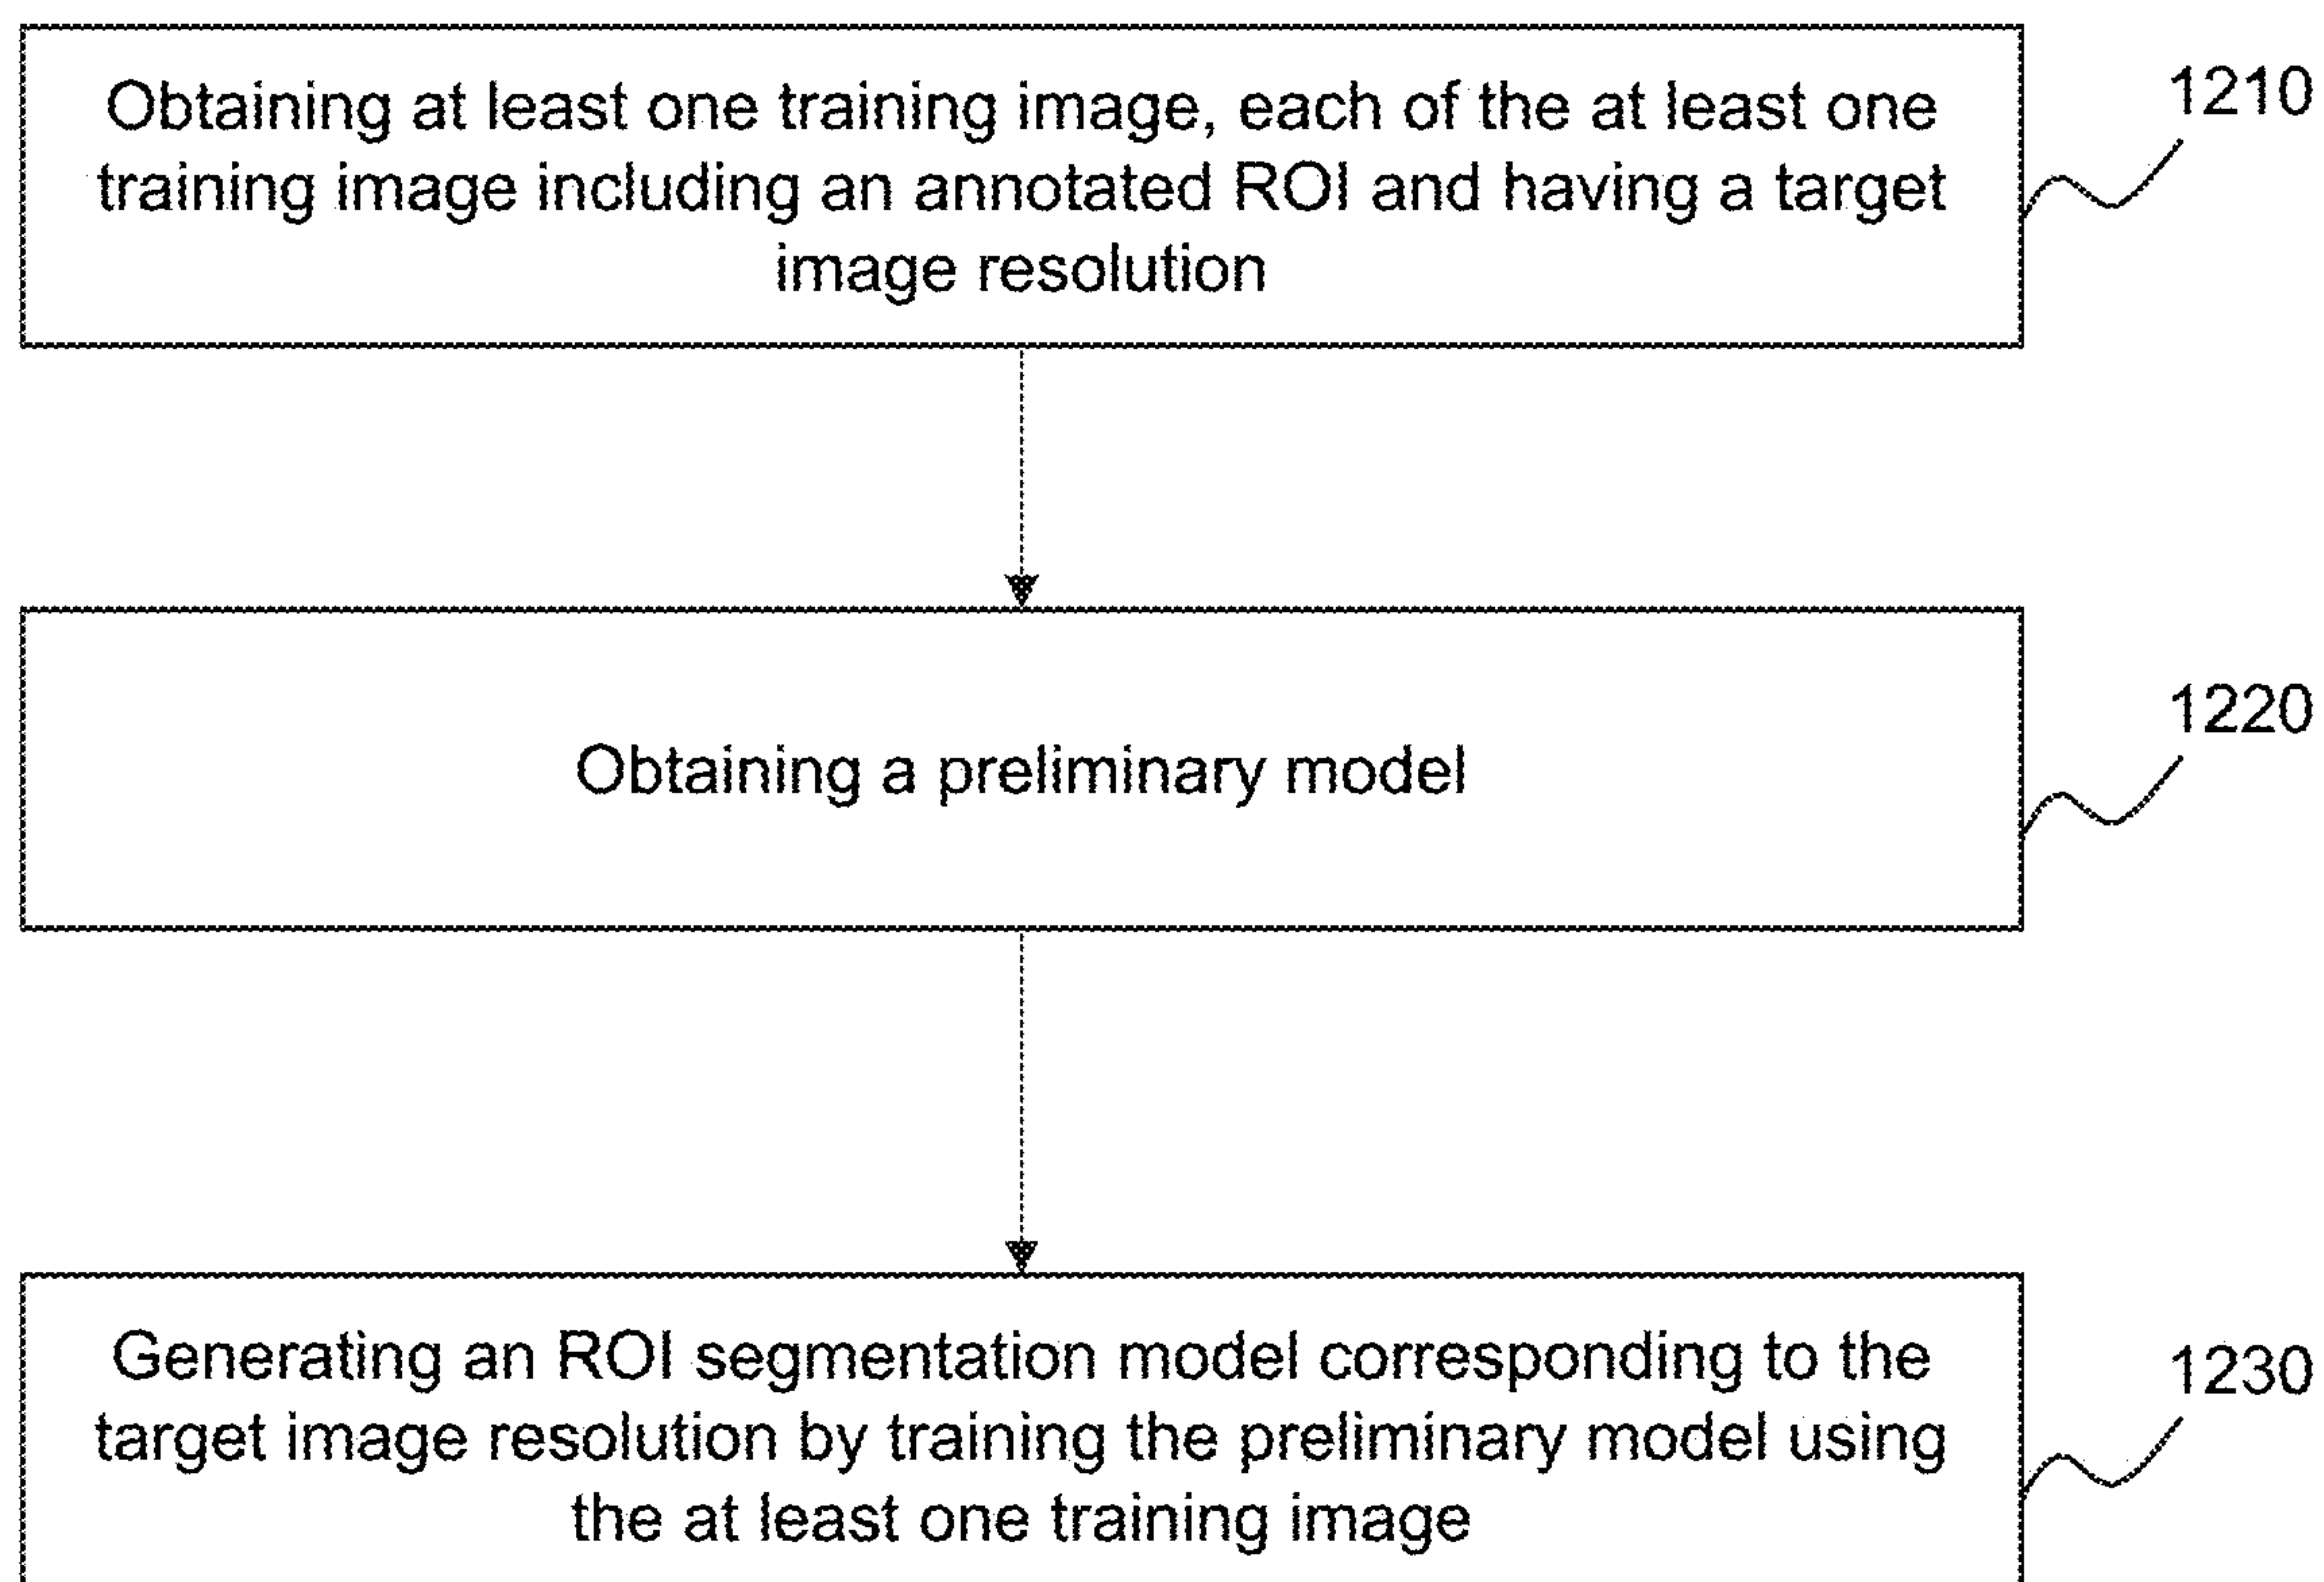 Obtaining at least one training image, each of the at least one
training image including an annotated ROI and having a target
image resolution
1210
Obtaining a preliminary model
1220
Generating an ROI segmentation model corresponding to the
target image resolution by training the preliminary model using
the at least one training image
1230